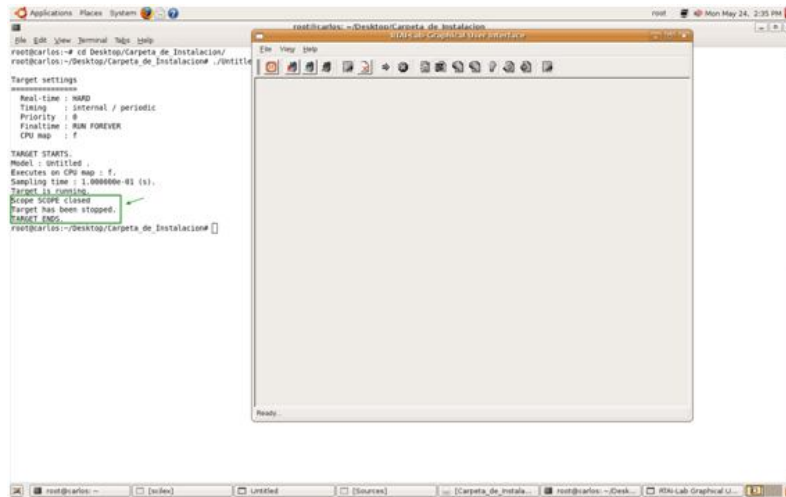 Applications Places System
root
Mon May 24, 2:35 PM
root@carlos: ~/Desktop/Carpeta_de_Instalacion
File Edit View Terminal Tabs Help
root@carlos:~# cd Desktop/Carpeta_de_Instalacion/
root@carlos:~/Desktop/Carpeta_de_Instalacion# ./Untitle
Target settings
===============
Real-time : HARD
Timing : internal / periodic
Priority : 0
Finaltime : RUN FOREVER
CPU map : f
TARGET STARTS.
Model : Untitled .
Executes on CPU map : f.
Sampling time : 1.000000e-01 (s).
Target is running.
Scope SCOPE closed
Target has been stopped.
TARGET ENDS.
root@carlos:~/Desktop/Carpeta_de_Instalacion#
RTAI-Lab Graphical User Interface
File View Help
Ready...
root@carlos: ~
[scilex]
Untitled
[Sources]
[Carpeta_de_Instala...
root@carlos: ~/Desk...
RTAI-Lab Graphical U...